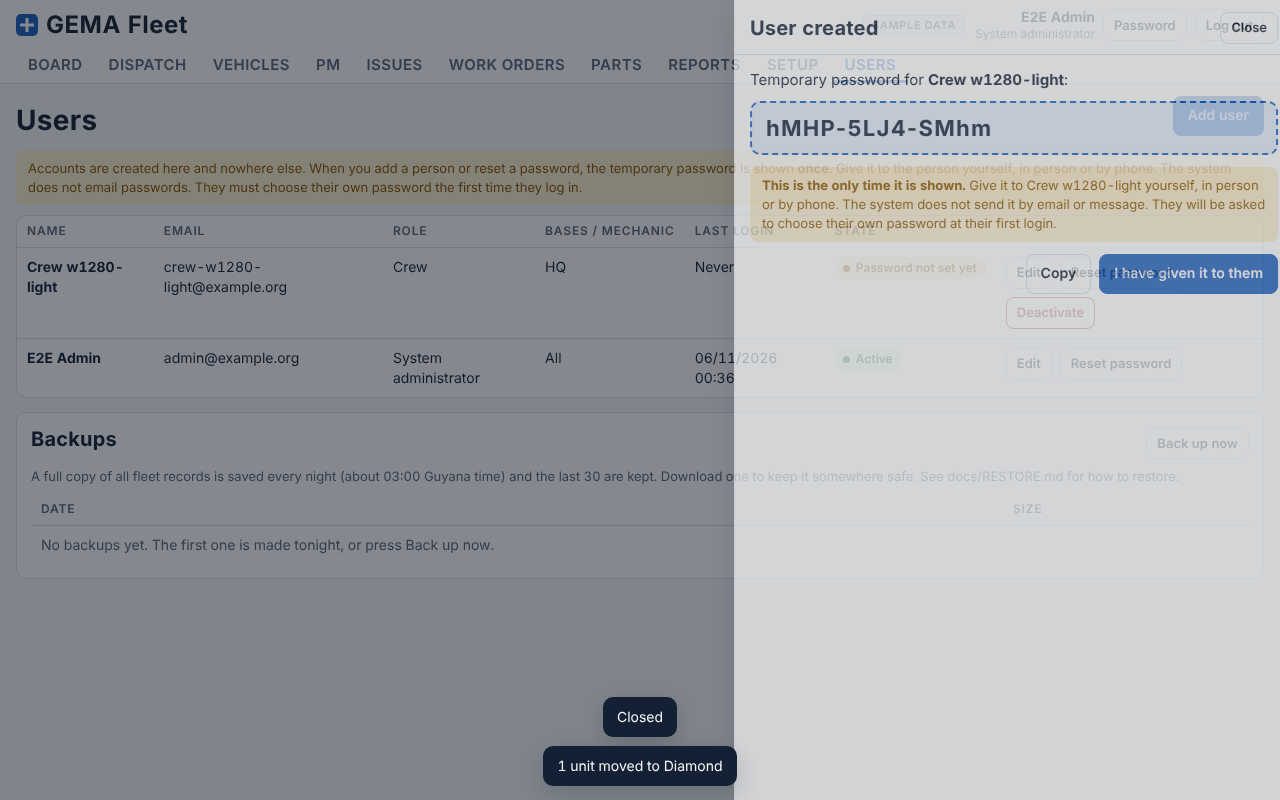 GEMA Fleet
SAMPLE DATA
E2E Admin
System administrator
Password
Log
BOARD DISPATCH VEHICLES PM ISSUES WORK ORDERS PARTS REPORTS SETUP USERS
Users
Add user
Accounts are created here and nowhere else. When you add a person or reset a password, the temporary password is shown once. Give it to the person yourself, in person or by phone. The system
does not email passwords. They must choose their own password the first time they log in.
NAME EMAIL ROLE BASES / MECHANIC LAST LOGIN STATE
Crew w1280-light crew-w1280-light@example.org Crew HQ Never Password not set yet Edit Reset
Deactivate
E2E Admin admin@example.org System administrator All 06/11/2026 00:36 Active Edit Reset password
Backups
Back up now
A full copy of all fleet records is saved every night (about 03:00 Guyana time) and the last 30 are kept. Download one to keep it somewhere safe. See docs/RESTORE.md for how to restore.
DATE SIZE
No backups yet. The first one is made tonight, or press Back up now.
User created
Close
Temporary password for Crew w1280-light:
hMHP-5LJ4-SMhm
This is the only time it is shown. Give it to Crew w1280-light yourself, in person
or by phone. The system does not send it by email or message. They will be asked
to choose their own password at their first login.
Copy
I have given it to them
Closed
1 unit moved to Diamond